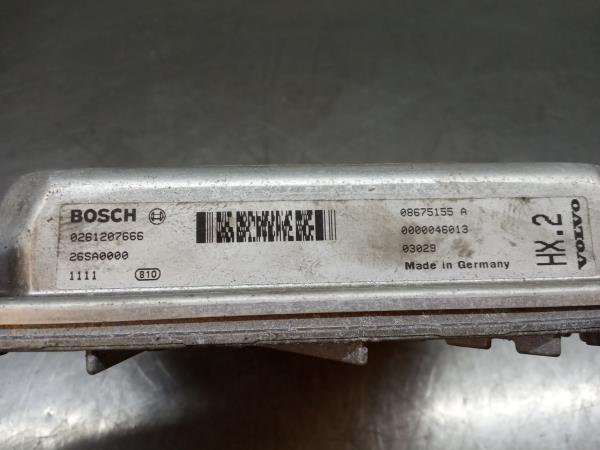 BOSCH
0261207666
26SA0000
1111 810
08675155 A
0000046013
03029
Made in Germany
HX.2
VOLVO